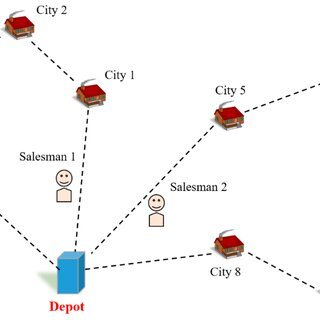 City 2
City 1
City 5
Salesman 1
Salesman 2
City 8
Depot